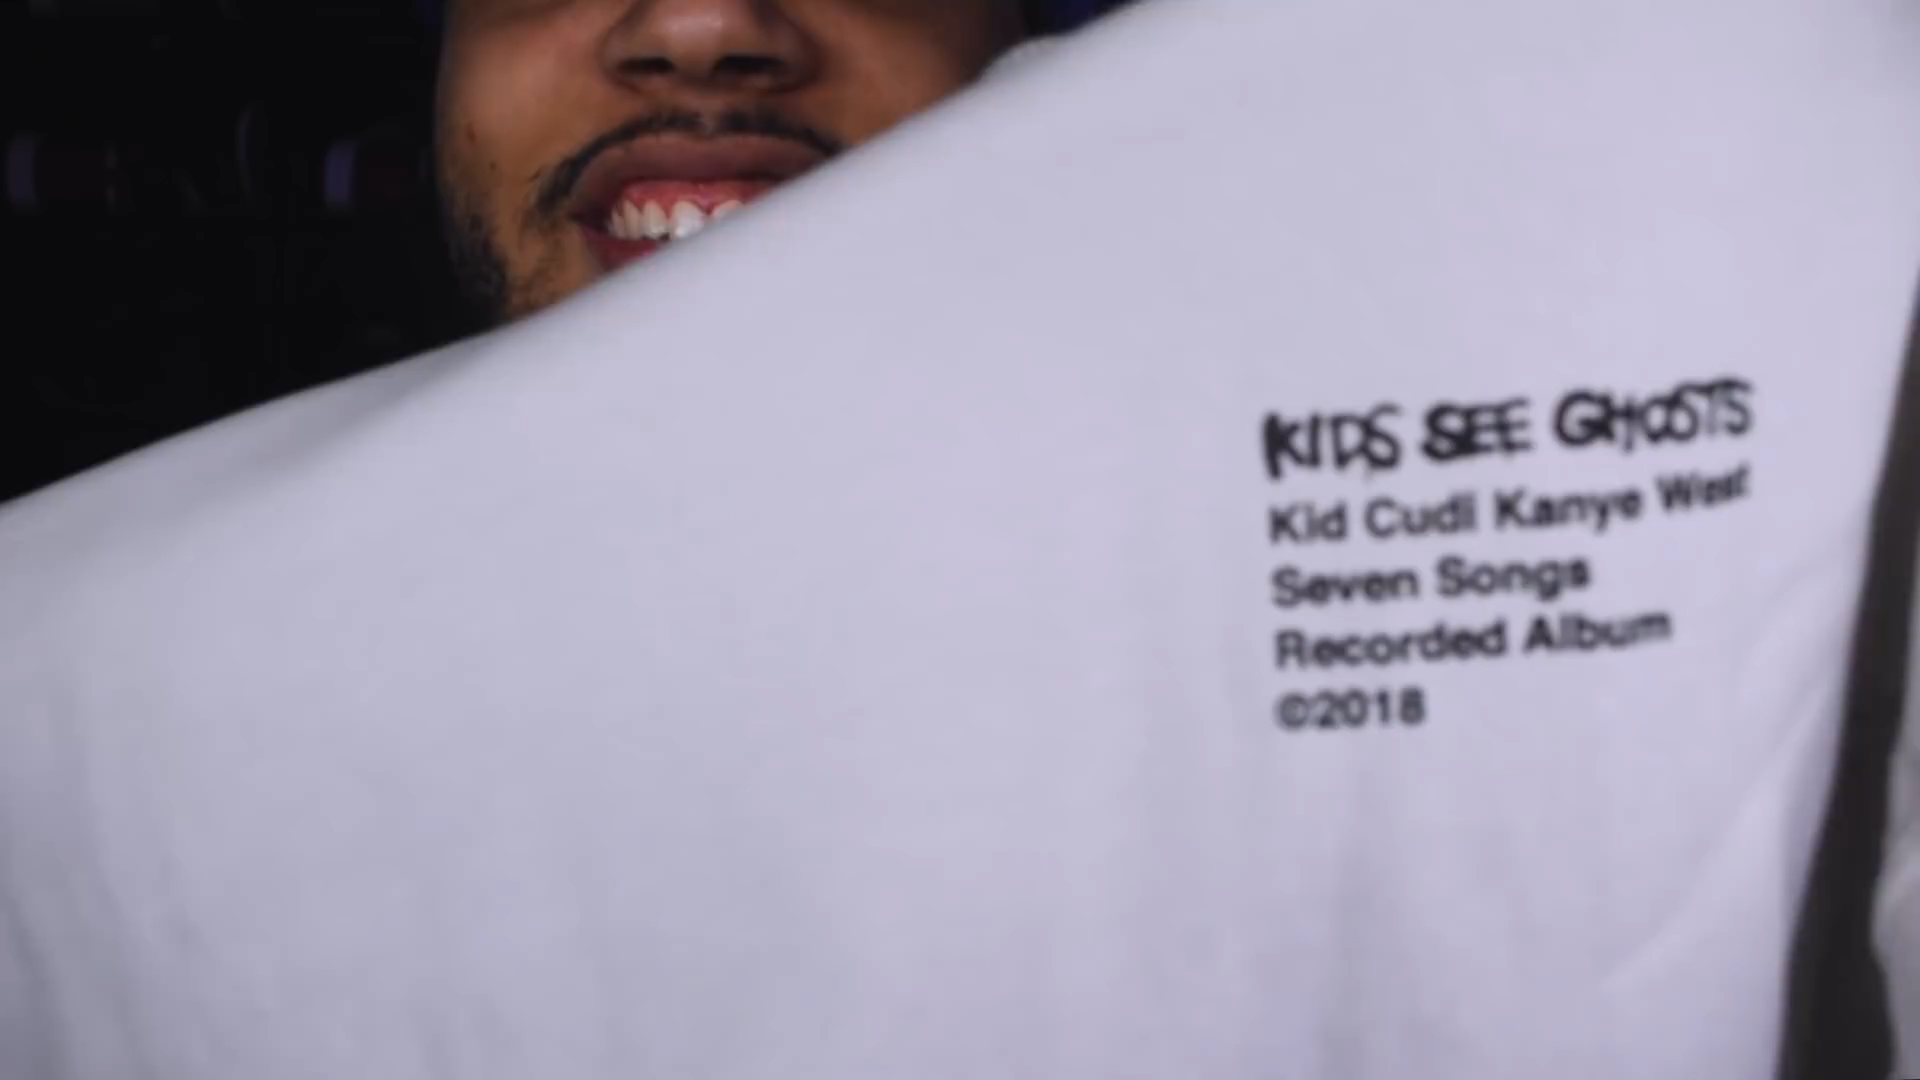 KIDS SEE GHOSTS
Kid Cudi Kanye West
Seven Songs
Recorded Album
©2018